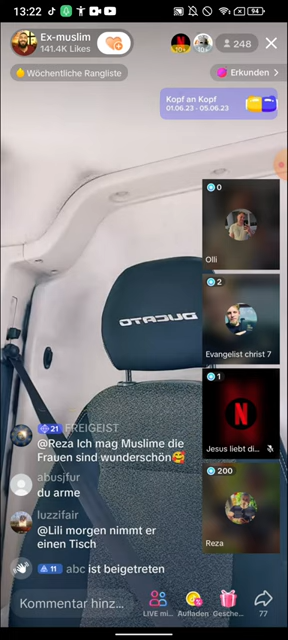 13:22
94
Ex-muslim
141.4K Likes
10+
10+
248
Wöchentliche Rangliste
Erkunden >
Kopf an Kopf
01.06.23 - 05.06.23
0
Olli
2
Evangelist christ 7
DUCATO
1
N
Jesus liebt di...
21 FREIGEIST
@Reza Ich mag Muslime die
Frauen sind wunderschön🥰
abusjfur
du arme
200
Reza
luzzifair
@Lili morgen nimmt er
einen Tisch
11 abc ist beigetreten
Kommentar hinz...
LIVE mi...
Aufladen
Gesche...
77